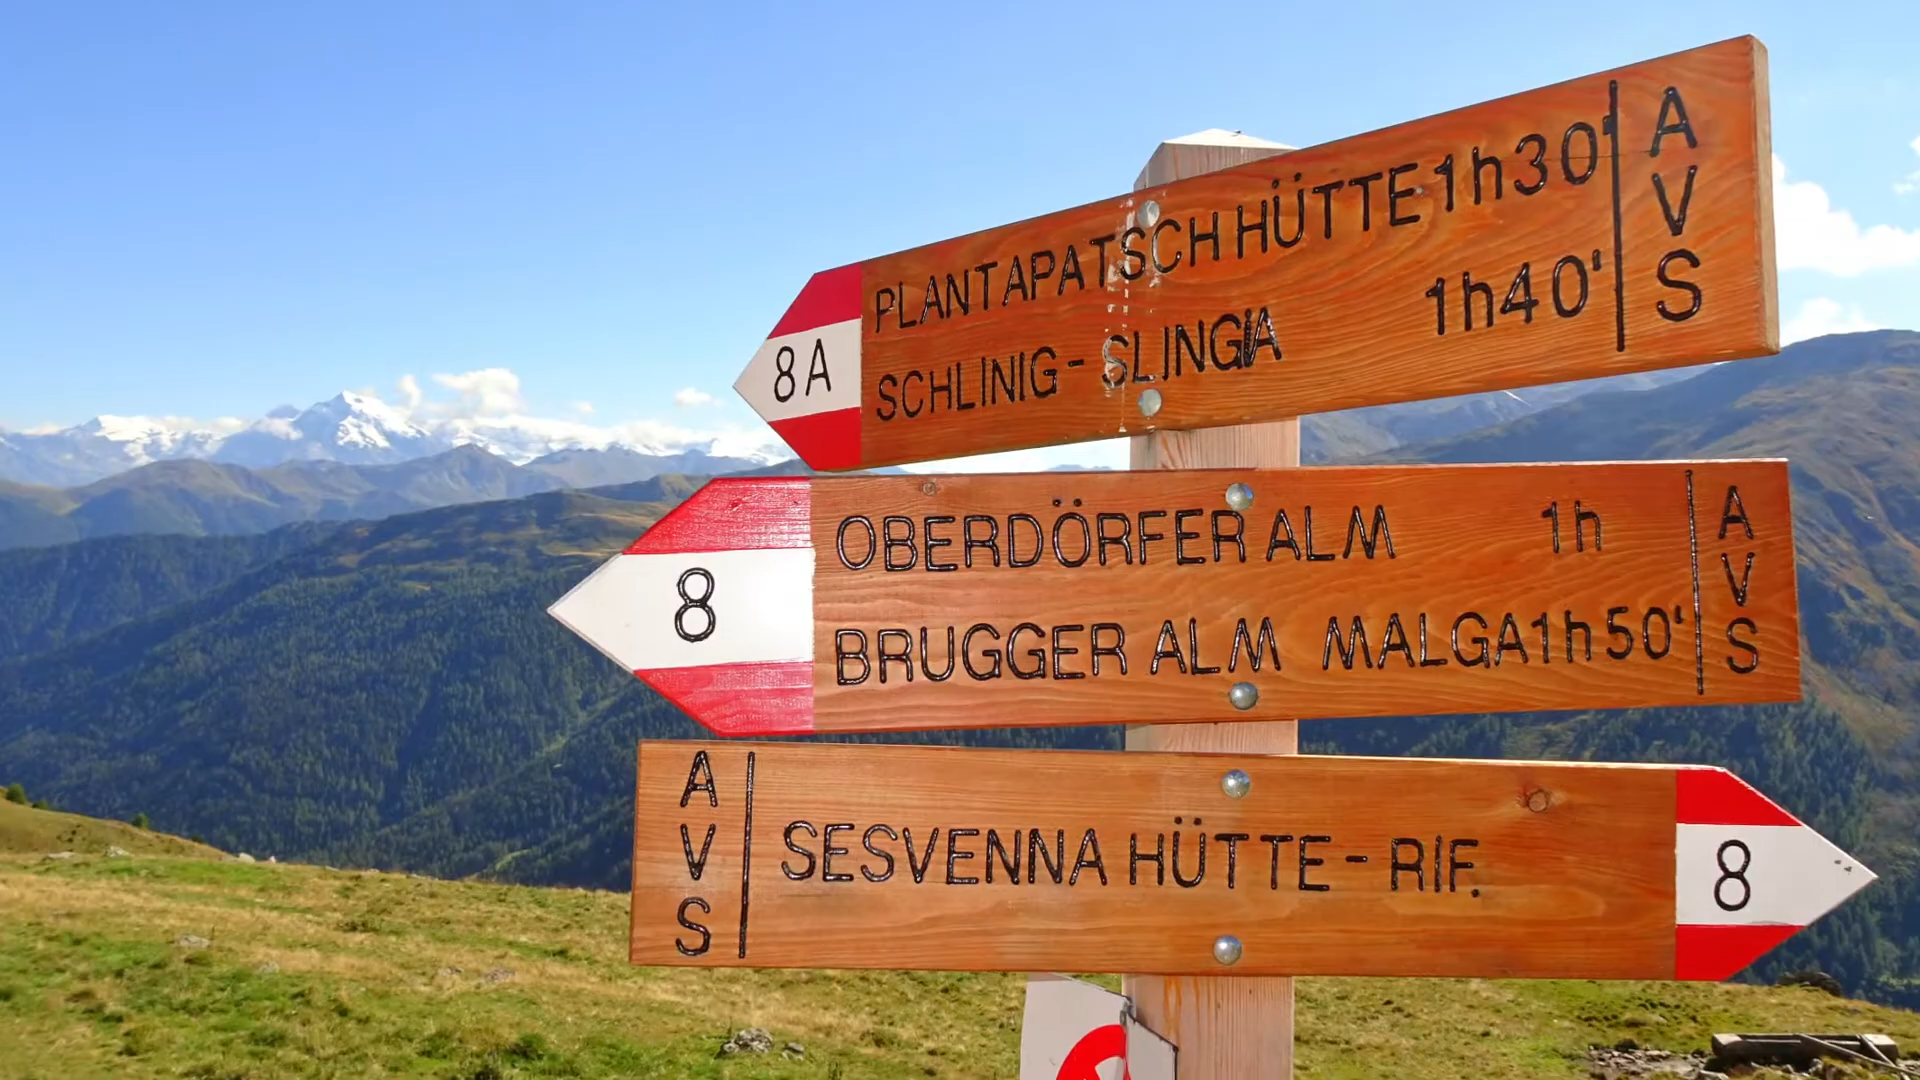 8A
PLANTAPATSCH HÜTTE 1h30'
SCHLINIG - SLINGIA 1h40'
AVS
8
OBERDÖRFER ALM 1h
BRUGGER ALM MALGA 1h50'
AVS
AVS
SESVENNA HÜTTE - RIF.
8